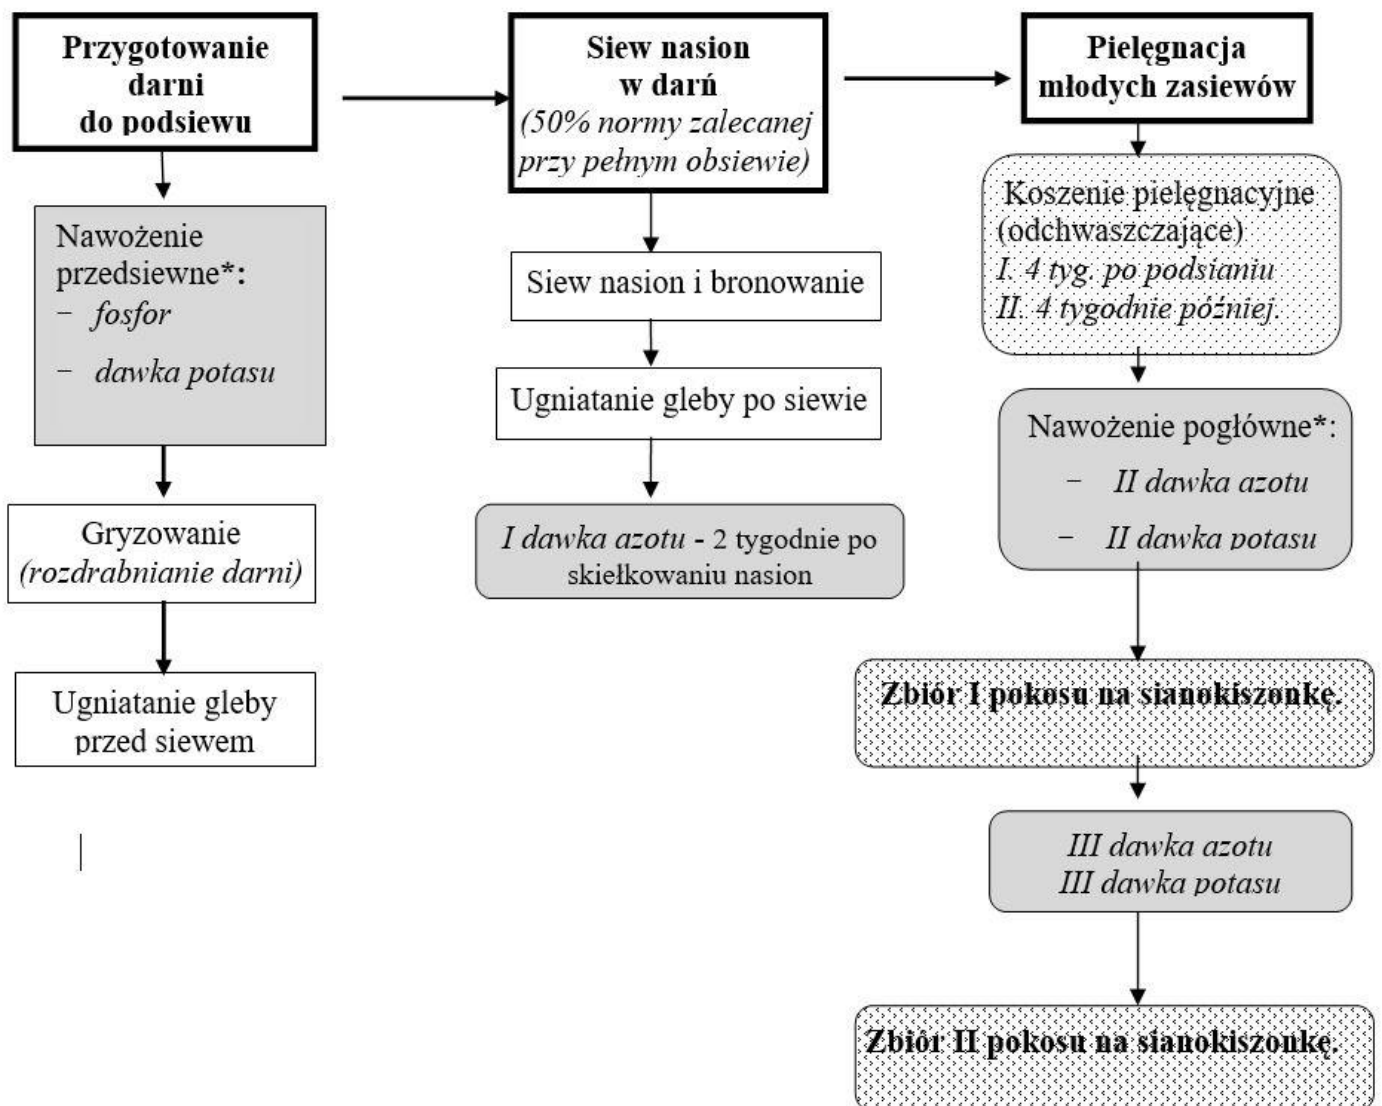 Przygotowanie
darni
do podsiewu
Nawożenie
przedsiewne*:
− fosfor
− dawka potasu
Gryzowanie
(rozdrabnianie darni)
Ugniatanie gleby
przed siewem
Siew nasion
w darń
(50% normy zalecanej
przy pełnym obsiewie)
Siew nasion i bronowanie
Ugniatanie gleby po siewie
I dawka azotu - 2 tygodnie po
skiełkowaniu nasion
Pielęgnacja
młodych zasiewów
Koszenie pielęgnacyjne
(odchwaszczające)
I. 4 tyg. po podsianiu
II. 4 tygodnie później.
Nawożenie pogłówne*:
− II dawka azotu
− II dawka potasu
Zbiór I pokosu na sianokiszonkę.
III dawka azotu
III dawka potasu
Zbiór II pokosu na sianokiszonkę.